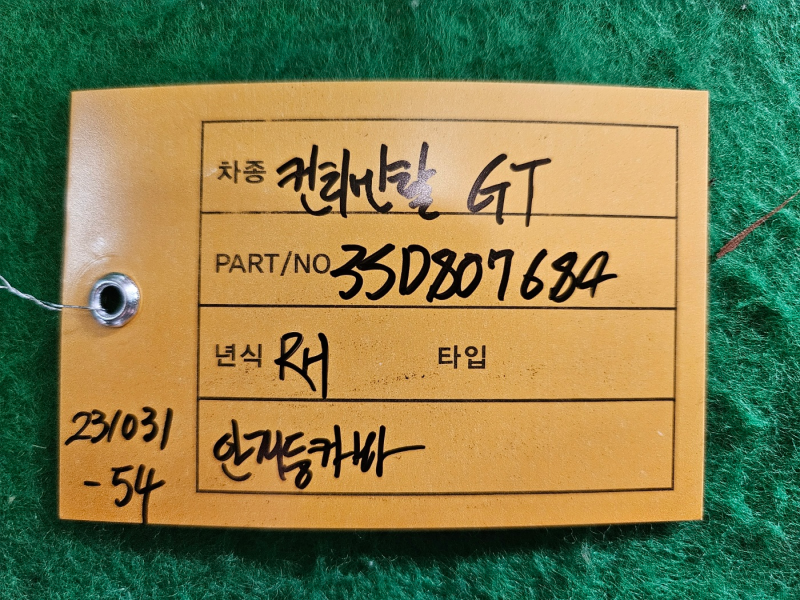 차종 컨티넨탈 GT
PART/NO 3SD807684
년식 RH 타입
안개등카바
231031
-54